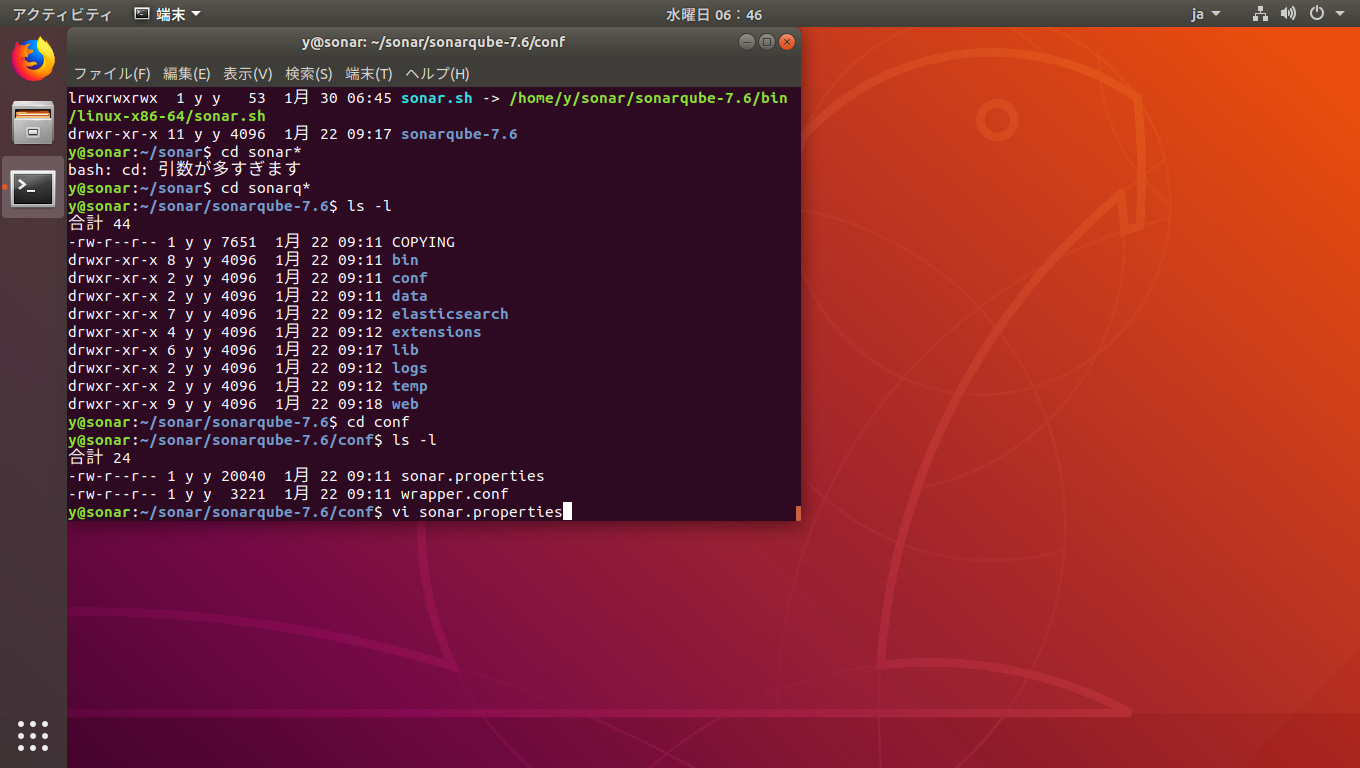 アクティビティ 端末 水曜日 06：46 ja
y@sonar: ~/sonar/sonarqube-7.6/conf
ファイル(F) 編集(E) 表示(V) 検索(S) 端末(T) ヘルプ(H)
lrwxrwxrwx  1 y y   53  1月 30 06:45 sonar.sh -> /home/y/sonar/sonarqube-7.6/bin
/linux-x86-64/sonar.sh
drwxr-xr-x 11 y y 4096  1月 22 09:17 sonarqube-7.6
y@sonar:~/sonar$ cd sonar*
bash: cd: 引数が多すぎます
y@sonar:~/sonar$ cd sonarq*
y@sonar:~/sonar/sonarqube-7.6$ ls -l
合計 44
-rw-r--r-- 1 y y 7651  1月 22 09:11 COPYING
drwxr-xr-x 8 y y 4096  1月 22 09:11 bin
drwxr-xr-x 2 y y 4096  1月 22 09:11 conf
drwxr-xr-x 2 y y 4096  1月 22 09:11 data
drwxr-xr-x 7 y y 4096  1月 22 09:12 elasticsearch
drwxr-xr-x 4 y y 4096  1月 22 09:12 extensions
drwxr-xr-x 6 y y 4096  1月 22 09:17 lib
drwxr-xr-x 2 y y 4096  1月 22 09:12 logs
drwxr-xr-x 2 y y 4096  1月 22 09:12 temp
drwxr-xr-x 9 y y 4096  1月 22 09:18 web
y@sonar:~/sonar/sonarqube-7.6$ cd conf
y@sonar:~/sonar/sonarqube-7.6/conf$ ls -l
合計 24
-rw-r--r-- 1 y y 20040  1月 22 09:11 sonar.properties
-rw-r--r-- 1 y y  3221  1月 22 09:11 wrapper.conf
y@sonar:~/sonar/sonarqube-7.6/conf$ vi sonar.properties